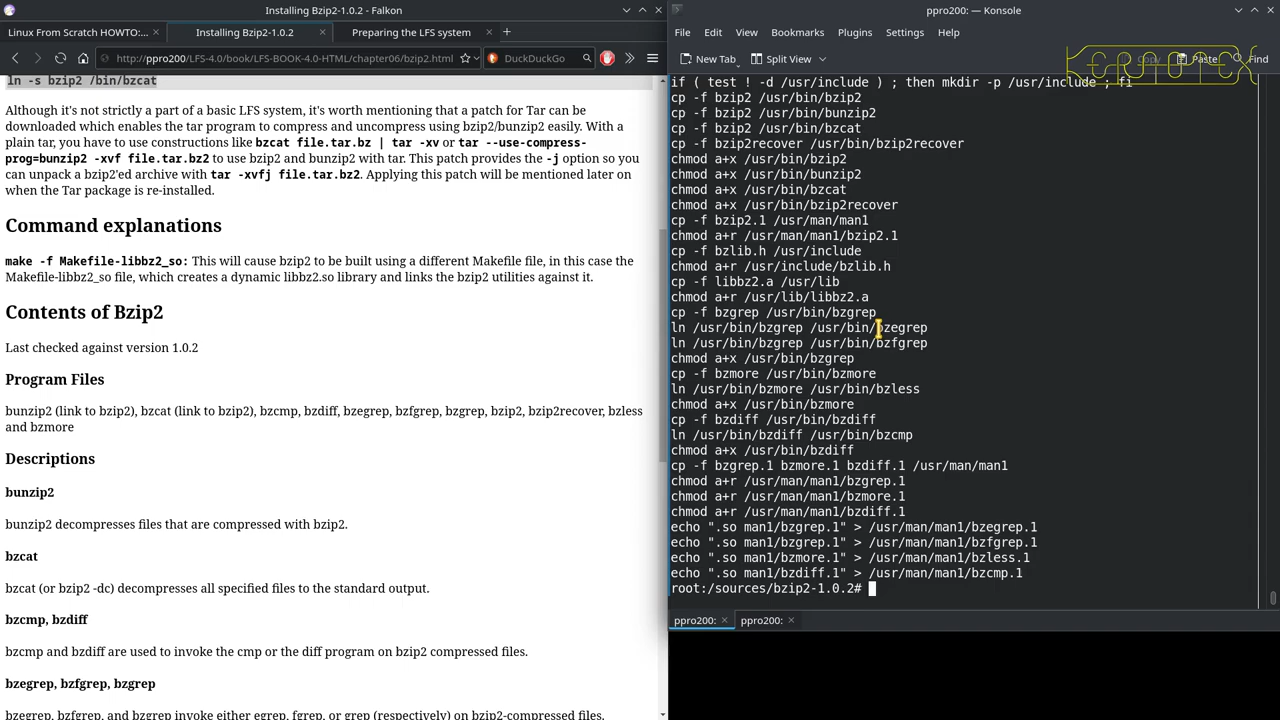 Installing Bzip2-1.0.2 - Falkon
Linux From Scratch HOWTO:...
Installing Bzip2-1.0.2
Preparing the LFS system
http://ppro200/LFS-4.0/book/LFS-BOOK-4.0-HTML/chapter06/bzip2.html
DuckDuckGo
ln -s bzip2 /bin/bzcat
Although it's not strictly a part of a basic LFS system, it's worth mentioning that a patch for Tar can be
downloaded which enables the tar program to compress and uncompress using bzip2/bunzip2 easily. With a
plain tar, you have to use constructions like bzcat file.tar.bz | tar -xv or tar --use-compress-
prog=bunzip2 -xvf file.tar.bz2 to use bzip2 and bunzip2 with tar. This patch provides the -j option so you
can unpack a bzip2'ed archive with tar -xvfj file.tar.bz2. Applying this patch will be mentioned later on
when the Tar package is re-installed.
Command explanations
make -f Makefile-libbz2_so: This will cause bzip2 to be built using a different Makefile file, in this case the
Makefile-libbz2_so file, which creates a dynamic libbz2.so library and links the bzip2 utilities against it.
Contents of Bzip2
Last checked against version 1.0.2
Program Files
bunzip2 (link to bzip2), bzcat (link to bzip2), bzcmp, bzdiff, bzegrep, bzfgrep, bzgrep, bzip2, bzip2recover, bzless
and bzmore
Descriptions
bunzip2
bunzip2 decompresses files that are compressed with bzip2.
bzcat
bzcat (or bzip2 -dc) decompresses all specified files to the standard output.
bzcmp, bzdiff
bzcmp and bzdiff are used to invoke the cmp or the diff program on bzip2 compressed files.
bzegrep, bzfgrep, bzgrep
bzegrep, bzfgrep, and bzgrep invoke either egrep, fgrep, or grep (respectively) on bzip2-compressed files.
ppro200: — Konsole
File Edit View Bookmarks Plugins Settings Help
New Tab Split View Copy Paste Find
if ( test ! -d /usr/include ) ; then mkdir -p /usr/include ; fi
cp -f bzip2 /usr/bin/bzip2
cp -f bzip2 /usr/bin/bunzip2
cp -f bzip2 /usr/bin/bzcat
cp -f bzip2recover /usr/bin/bzip2recover
chmod a+x /usr/bin/bzip2
chmod a+x /usr/bin/bunzip2
chmod a+x /usr/bin/bzcat
chmod a+x /usr/bin/bzip2recover
cp -f bzip2.1 /usr/man/man1
chmod a+r /usr/man/man1/bzip2.1
cp -f bzlib.h /usr/include
chmod a+r /usr/include/bzlib.h
cp -f libbz2.a /usr/lib
chmod a+r /usr/lib/libbz2.a
cp -f bzgrep /usr/bin/bzgrep
ln /usr/bin/bzgrep /usr/bin/bzegrep
ln /usr/bin/bzgrep /usr/bin/bzfgrep
chmod a+x /usr/bin/bzgrep
cp -f bzmore /usr/bin/bzmore
ln /usr/bin/bzmore /usr/bin/bzless
chmod a+x /usr/bin/bzmore
cp -f bzdiff /usr/bin/bzdiff
ln /usr/bin/bzdiff /usr/bin/bzcmp
chmod a+x /usr/bin/bzdiff
cp -f bzgrep.1 bzmore.1 bzdiff.1 /usr/man/man1
chmod a+r /usr/man/man1/bzgrep.1
chmod a+r /usr/man/man1/bzmore.1
chmod a+r /usr/man/man1/bzdiff.1
echo ".so man1/bzgrep.1" > /usr/man/man1/bzegrep.1
echo ".so man1/bzgrep.1" > /usr/man/man1/bzfgrep.1
echo ".so man1/bzmore.1" > /usr/man/man1/bzless.1
echo ".so man1/bzdiff.1" > /usr/man/man1/bzcmp.1
root:/sources/bzip2-1.0.2#
ppro200: ppro200: